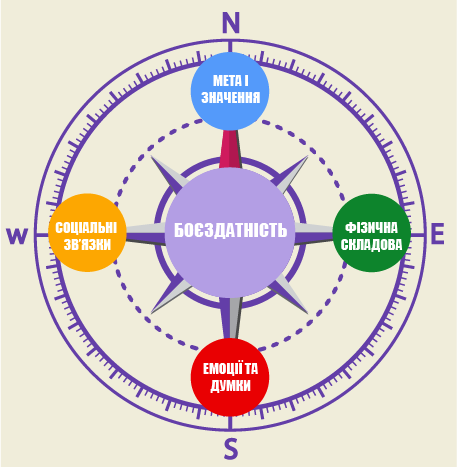 N
МЕТА І
ЗНАЧЕННЯ
W
СОЦІАЛЬНІ
ЗВ'ЯЗКИ
БОЄЗДАТНІСТЬ
ФІЗИЧНА
СКЛАДОВА
E
ЕМОЦІЇ ТА
ДУМКИ
S